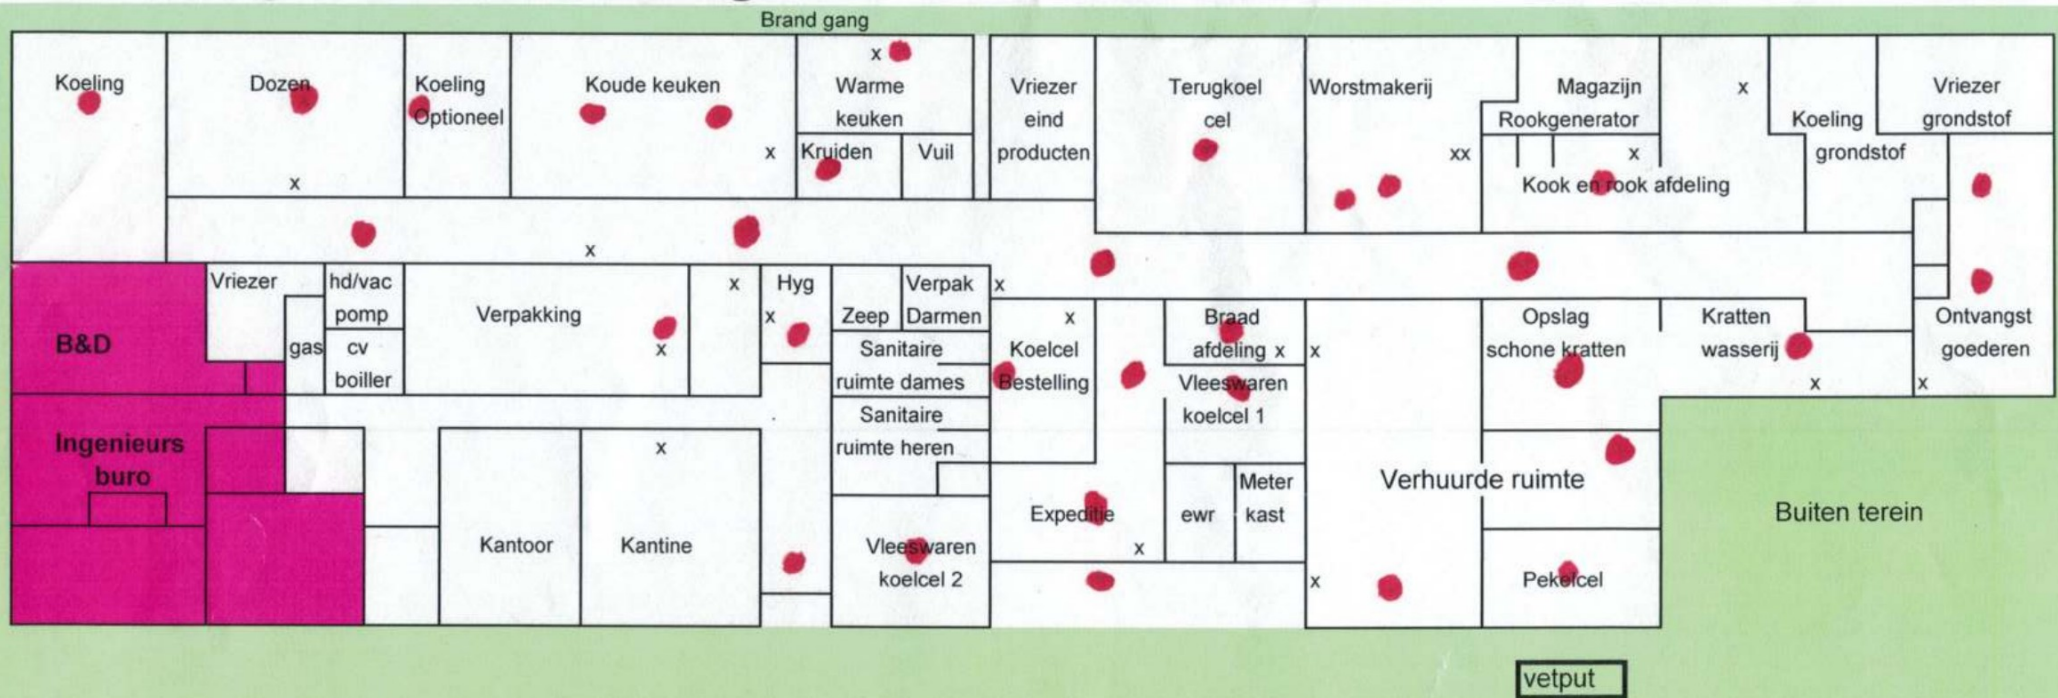 Brand gang
Koeling
Dozen
Koeling
Optioneel
Koude keuken
x
Warme
keuken
Vriezer
eind
producten
Terugkoel
cel
Worstmakerij
Magazijn
Rookgenerator
x
Koeling
grondstof
Vriezer
grondstof
x
x
Kruiden
Vuil
xx
x
Kook en rook afdeling
x
B&D
Vriezer
gas
hd/vac
pomp
cv
boiller
Verpakking
x
x
Hyg
x
Zeep
Verpak
Darmen
x
Sanitaire
ruimte dames
Sanitaire
ruimte heren
x
Koelcel
Bestelling
Braad
afdeling x
x
Vleeswaren
koelcel 1
Opslag
schone kratten
Kratten
wasserij
x
Ontvangst
goederen
x
Ingenieurs
buro
Kantoor
x
Kantine
Vleeswaren
koelcel 2
Expeditie
x
ewr
Meter
kast
Verhuurde ruimte
x
Pekelcel
Buiten terein
vetput